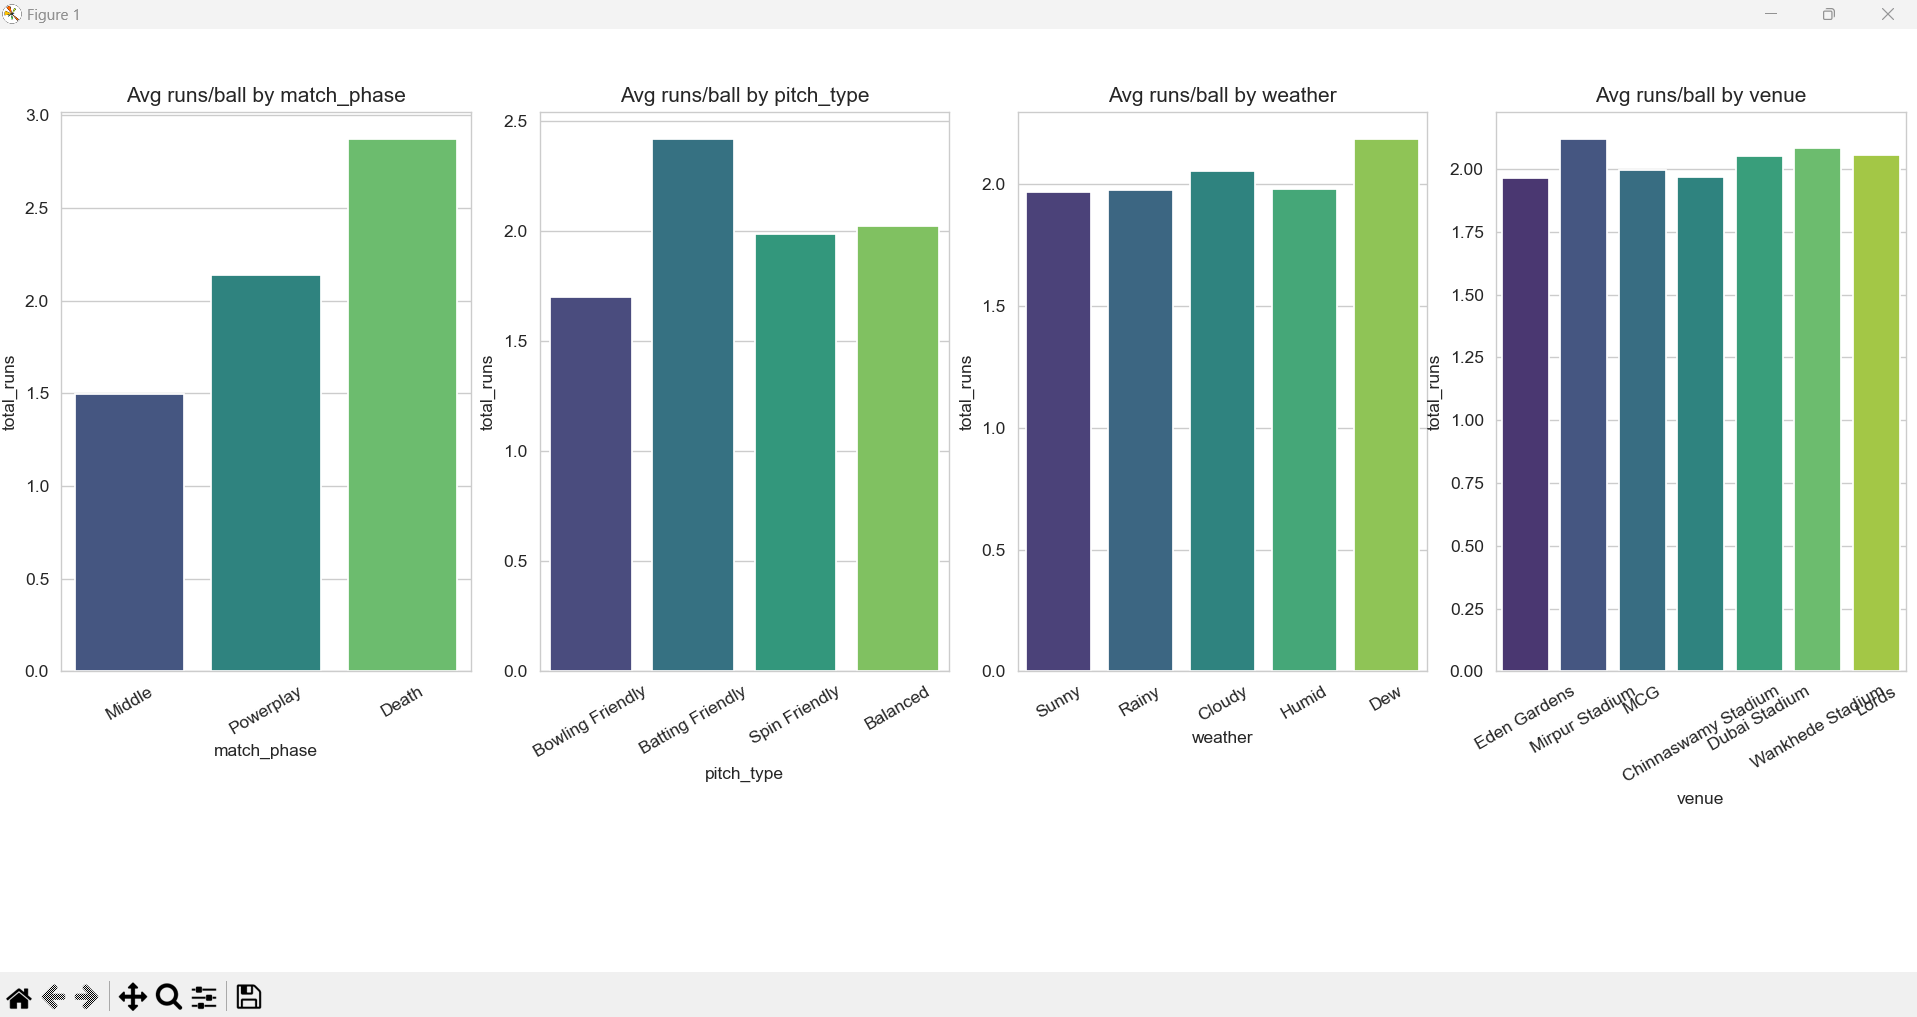 Figure 1
Avg runs/ball by match_phase
3.0
2.5
2.0
1.5
1.0
0.5
0.0
total_runs
Middle
Powerplay
Death
match_phase
Avg runs/ball by pitch_type
2.5
2.0
1.5
1.0
0.5
0.0
total_runs
Bowling Friendly
Batting Friendly
Spin Friendly
Balanced
pitch_type
Avg runs/ball by weather
2.0
1.5
1.0
0.5
0.0
total_runs
Sunny
Rainy
Cloudy
Humid
Dew
weather
Avg runs/ball by venue
2.00
1.75
1.50
1.25
1.00
0.75
0.50
0.25
0.00
total_runs
Eden Gardens
Mirpur Stadium
MCG
Chinnaswamy Stadium
Dubai Stadium
Wankhede Stadium
Lords
venue